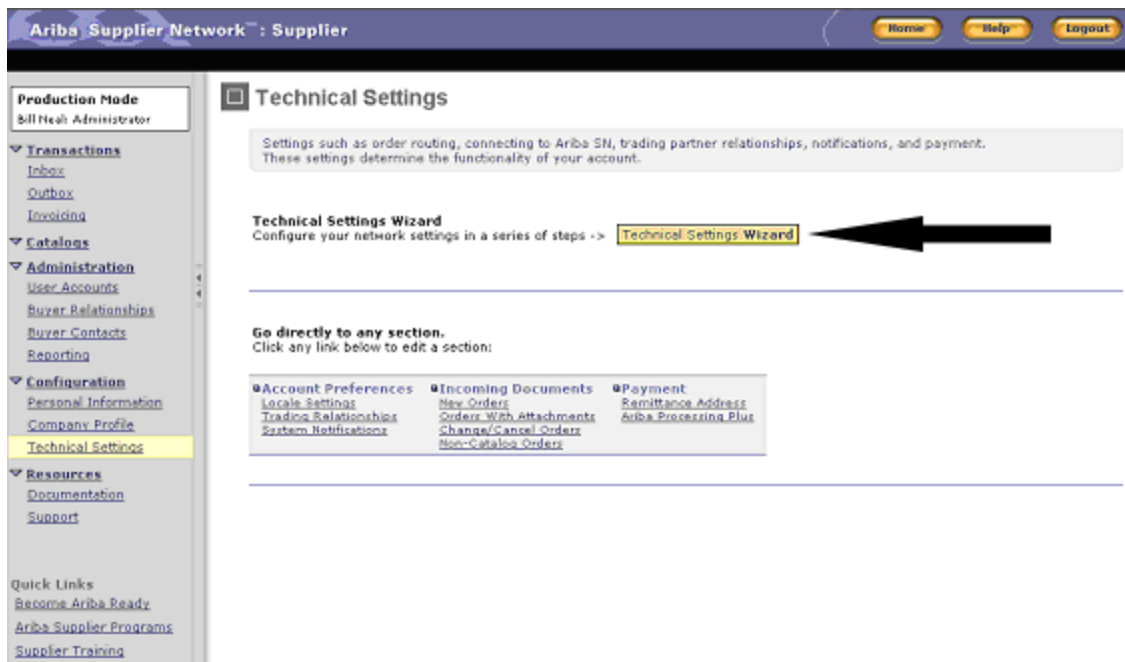 Ariba Supplier Network™: Supplier
Home
Help
Logout
Production Mode
Bill Neal: Administrator
Transactions
Inbox
Outbox
Invoicing
Catalogs
Administration
User Accounts
Buyer Relationships
Buyer Contacts
Reporting
Configuration
Personal Information
Company Profile
Technical Settings
Resources
Documentation
Support
Quick Links
Become Ariba Ready
Ariba Supplier Programs
Supplier Training
Technical Settings
Settings such as order routing, connecting to Ariba SN, trading partner relationships, notifications, and payment.
These settings determine the functionality of your account.
Technical Settings Wizard
Configure your network settings in a series of steps -> Technical Settings Wizard
Go directly to any section.
Click any link below to edit a section:
Account Preferences
Locale Settings
Trading Relationships
System Notifications
Incoming Documents
New Orders
Orders With Attachments
Change/Cancel Orders
Non-Catalog Orders
Payment
Remittance Address
Ariba Processing Plus